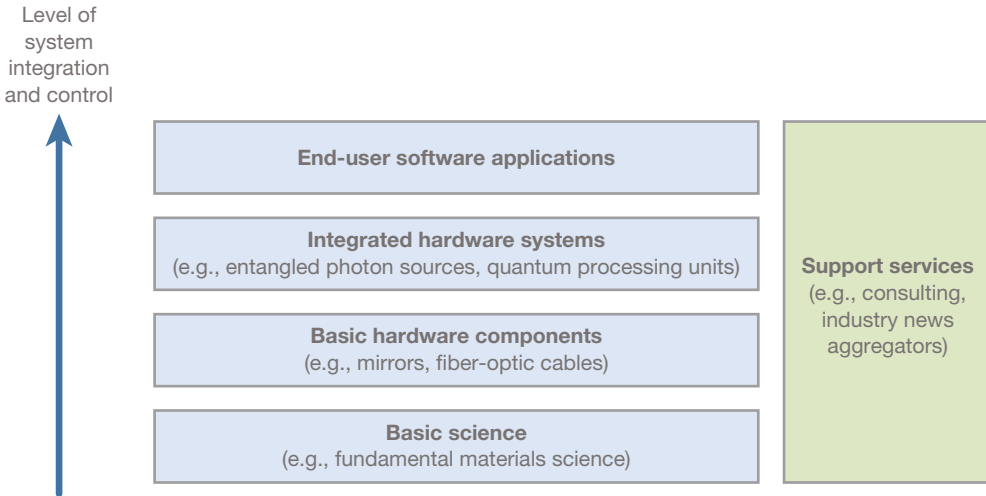 Level of
system
integration
and control
End-user software applications
Integrated hardware systems
(e.g., entangled photon sources, quantum processing units)
Basic hardware components
(e.g., mirrors, fiber-optic cables)
Basic science
(e.g., fundamental materials science)
Support services
(e.g., consulting,
industry news
aggregators)